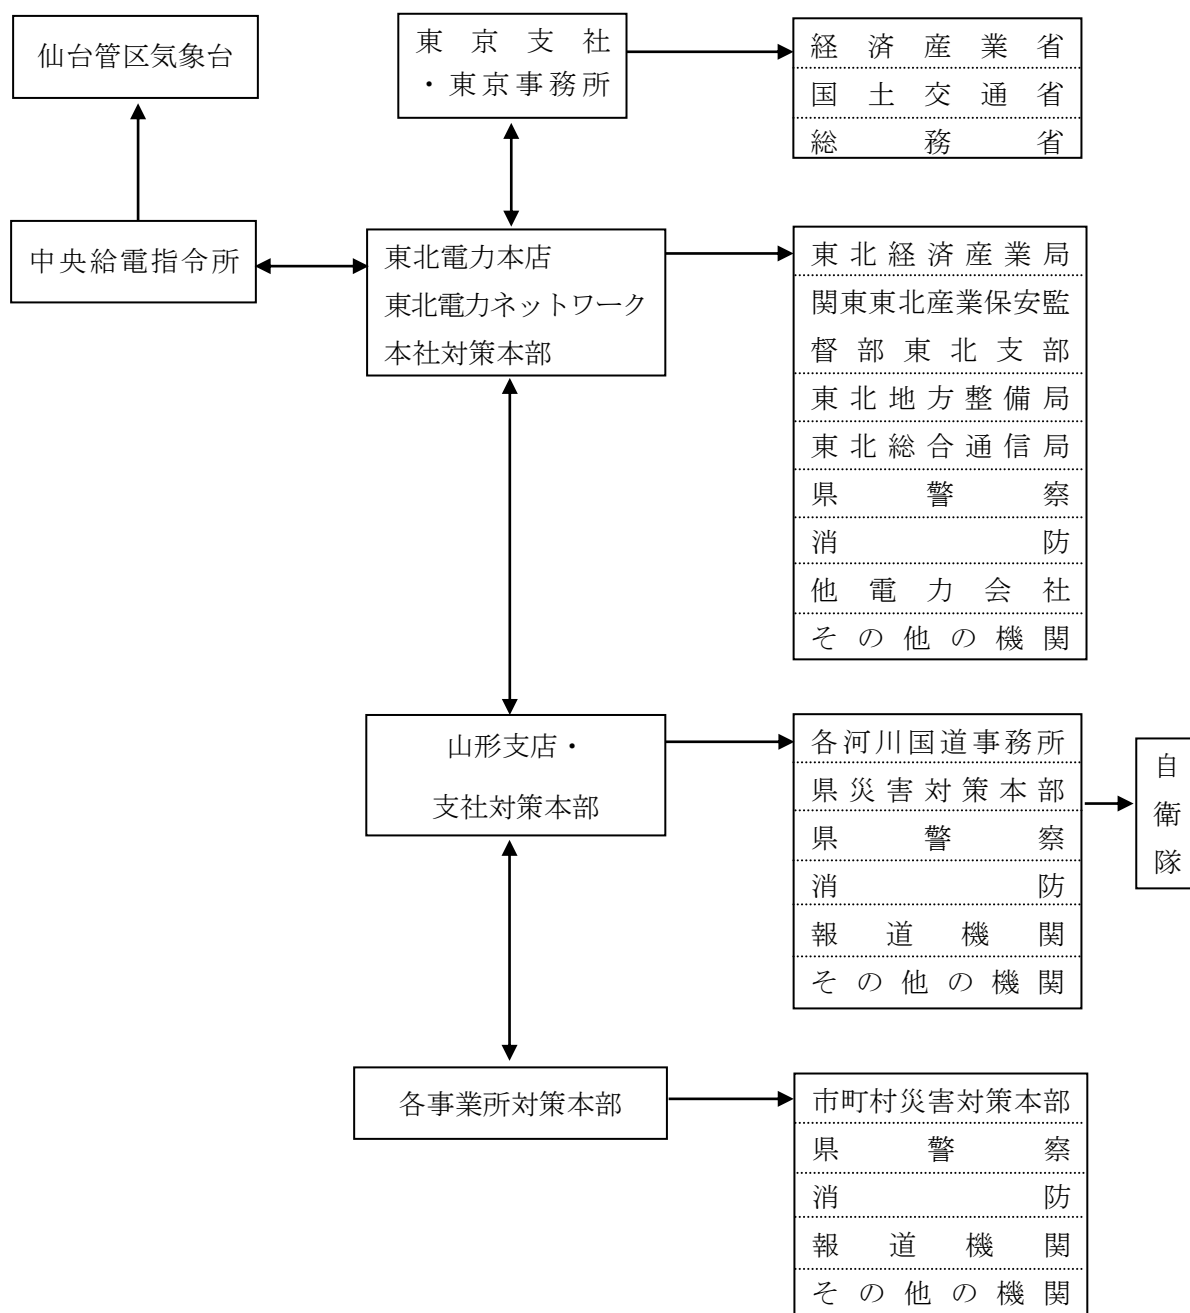 仙台管区気象台
東京支社
・東京事務所
経済産業省
国土交通省
総務省
中央給電指令所
東北電力本店
東北電力ネットワーク
本社対策本部
東北経済産業局
関東東北産業保安監
督部東北支部
東北地方整備局
東北総合通信局
県警察
消防
他電力会社
その他の機関
山形支店・
支社対策本部
各河川国道事務所
県災害対策本部
県警察
消防
報道機関
その他の機関
自
衛
隊
各事業所対策本部
市町村災害対策本部
県警察
消防
報道機関
その他の機関